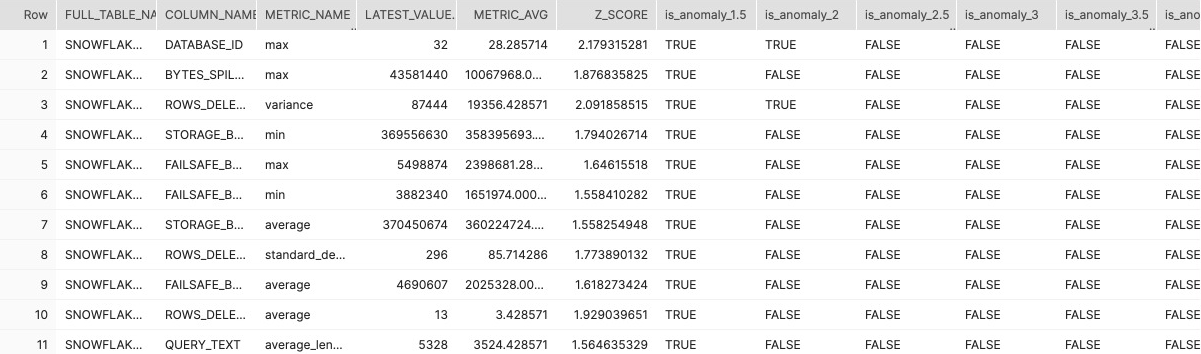 Row FULL_TABLE_NA COLUMN_NAME METRIC_NAME LATEST_VALUE. METRIC_AVG Z_SCORE is_anomaly_1.5 is_anomaly_2 is_anomaly_2.5 is_anomaly_3 is_anomaly_3.5 is_ano
1 SNOWFLAK... DATABASE_ID max 32 28.285714 2.179315281 TRUE TRUE FALSE FALSE FALSE FALSE
2 SNOWFLAK... BYTES_SPIL... max 43581440 10067968.0... 1.876835825 TRUE FALSE FALSE FALSE FALSE FALSE
3 SNOWFLAK... ROWS_DELE... variance 87444 19356.428571 2.091858515 TRUE TRUE FALSE FALSE FALSE FALSE
4 SNOWFLAK... STORAGE_B... min 369556630 358395693.... 1.794026714 TRUE FALSE FALSE FALSE FALSE FALSE
5 SNOWFLAK... FAILSAFE_B... max 5498874 2398681.28... 1.64615518 TRUE FALSE FALSE FALSE FALSE FALSE
6 SNOWFLAK... FAILSAFE_B... min 3882340 1651974.000... 1.558410282 TRUE FALSE FALSE FALSE FALSE FALSE
7 SNOWFLAK... STORAGE_B... average 370450674 360224724.... 1.558254948 TRUE FALSE FALSE FALSE FALSE FALSE
8 SNOWFLAK... ROWS_DELE... standard_de... 296 85.714286 1.773890132 TRUE FALSE FALSE FALSE FALSE FALSE
9 SNOWFLAK... FAILSAFE_B... average 4690607 2025328.00... 1.618273424 TRUE FALSE FALSE FALSE FALSE FALSE
10 SNOWFLAK... ROWS_DELE... average 13 3.428571 1.929039651 TRUE FALSE FALSE FALSE FALSE FALSE
11 SNOWFLAK... QUERY_TEXT average_len... 5328 3524.428571 1.564635329 TRUE FALSE FALSE FALSE FALSE FALSE